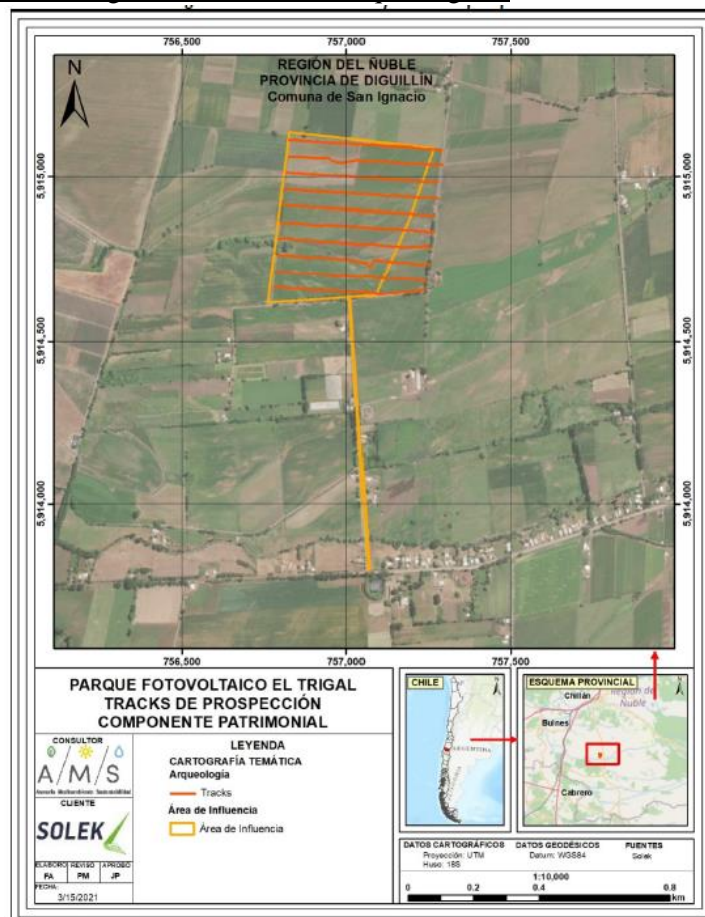 756,500 757,000 757,500
N
REGIÓN DEL ÑUBLE
PROVINCIA DE DIGUILLÍN
Comuna de San Ignacio
5,915,000 5,915,000
5,914,500 5,914,500
5,914,000 5,914,000
756,500 757,000 757,500
PARQUE FOTOVOLTAICO EL TRIGAL
TRACKS DE PROSPECCIÓN
COMPONENTE PATRIMONIAL
CONSULTOR
A/M/S
Asesoría Medioambiente Sustentabilidad
CLIENTE
SOLEK
ELABORÓ REVISÓ APROBÓ
FA PM JP
FECHA:
3/15/2021
LEYENDA
CARTOGRAFÍA TEMÁTICA
Arqueología
Tracks
Área de Influencia
Área de Influencia
CHILE
N
ARGENTINA
ESQUEMA PROVINCIAL
N
Chillán
Región de
Ñuble
Bulnes
Cabrero
DATOS CARTOGRÁFICOS
Proyección: UTM
Huso: 18S
DATOS GEODÉSICOS
Datum: WGS84
FUENTES
Solek
1:10,000
0 0.2 0.4 0.8
km